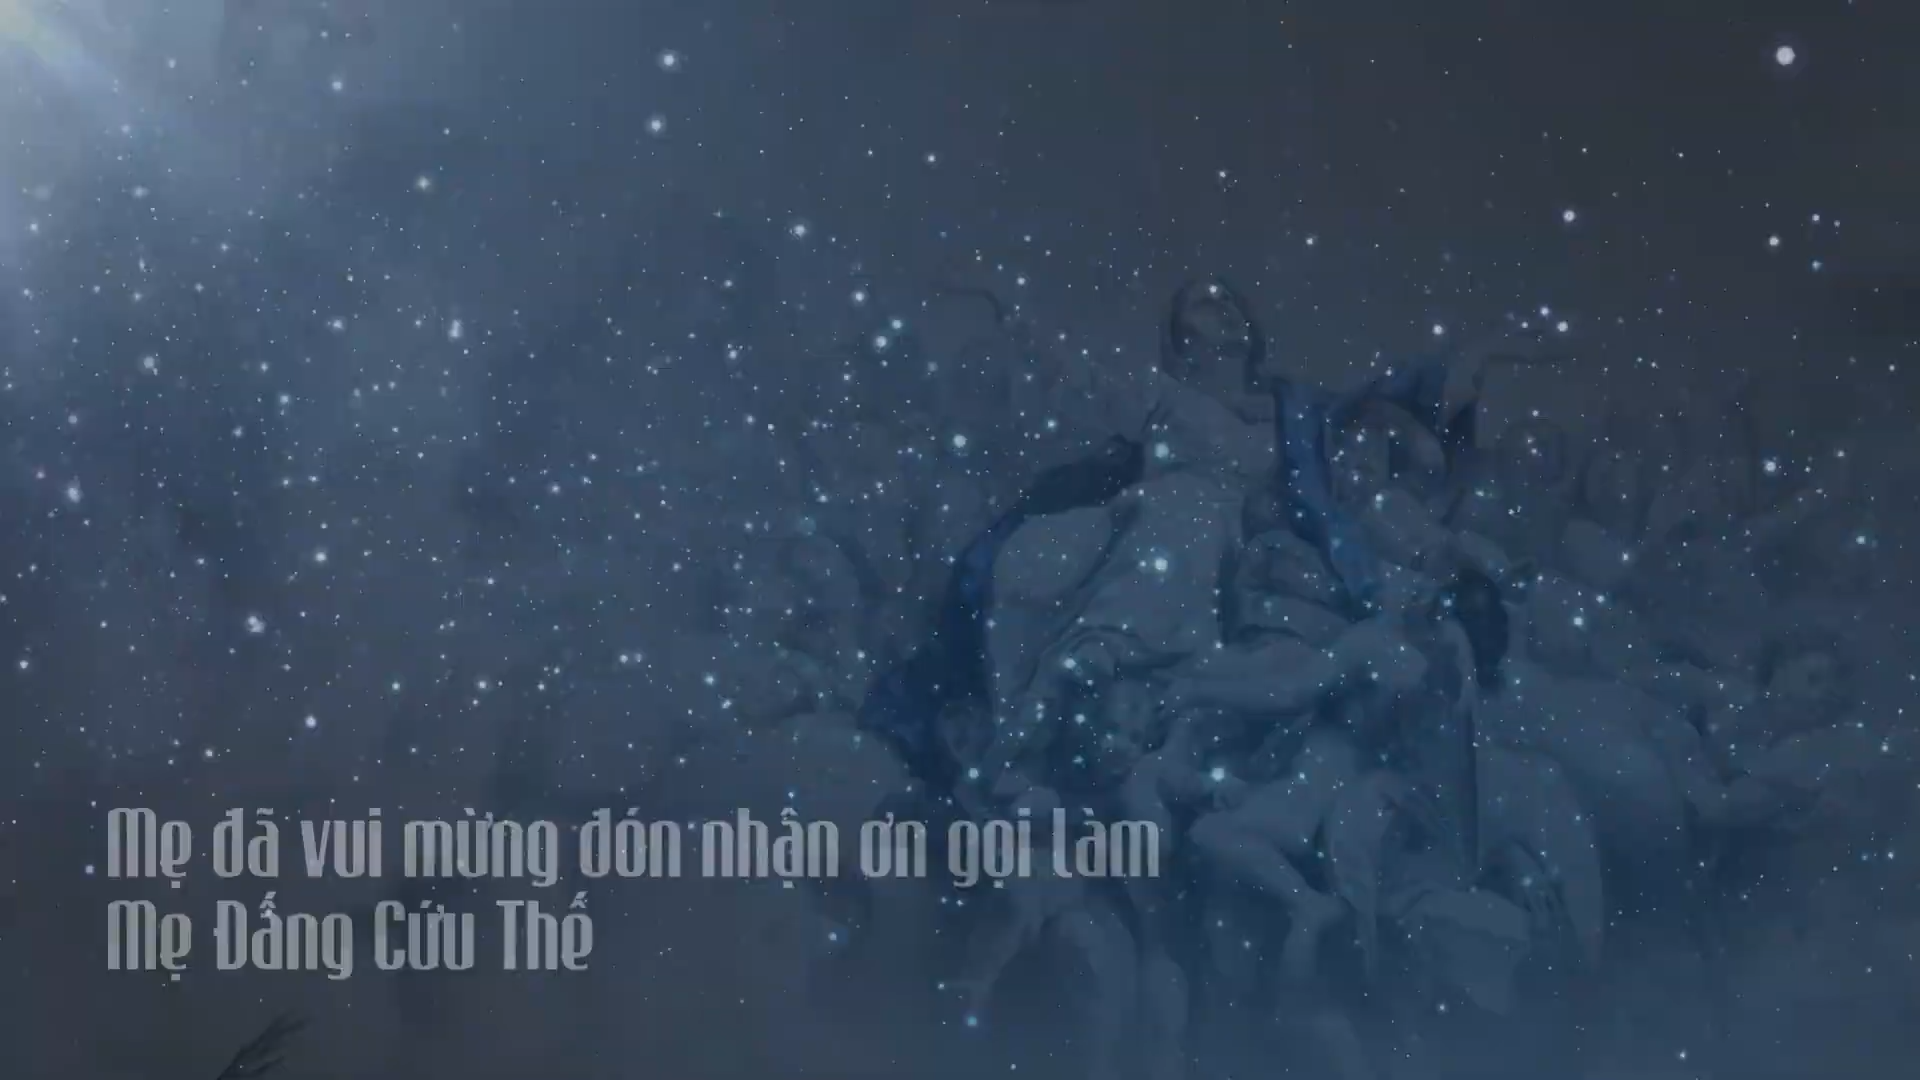 Mẹ đã vui mừng đón nhận ơn gọi làm
Mẹ Đấng Cứu Thế